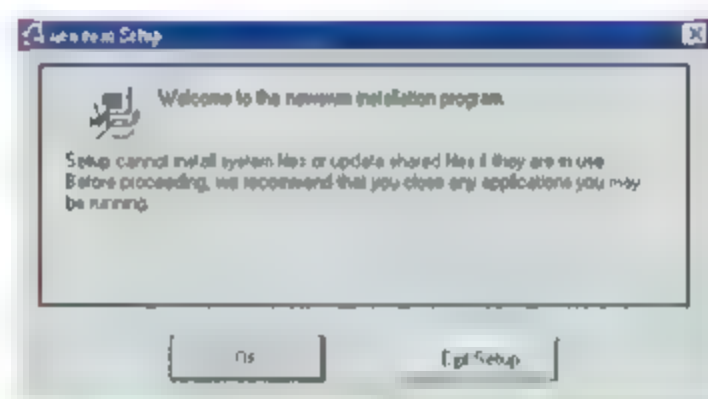 Setup
Welcome to the newswm installation program.
Setup cannot install system files or update shared files if they are in use.
Before proceeding, we recommend that you close any applications you may
be running.
Exit Setup